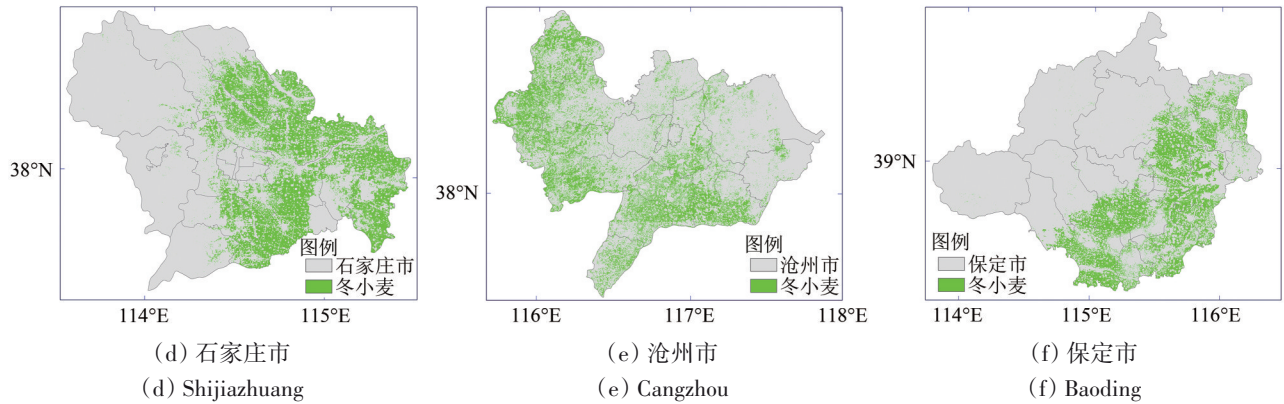 38°N
图例
石家庄市
冬小麦
114°E
115°E
(d) 石家庄市
(d) Shijiazhuang
38°N
图例
沧州市
冬小麦
116°E
117°E
118°E
(e) 沧州市
(e) Cangzhou
39°N
图例
保定市
冬小麦
114°E
115°E
116°E
(f) 保定市
(f) Baoding